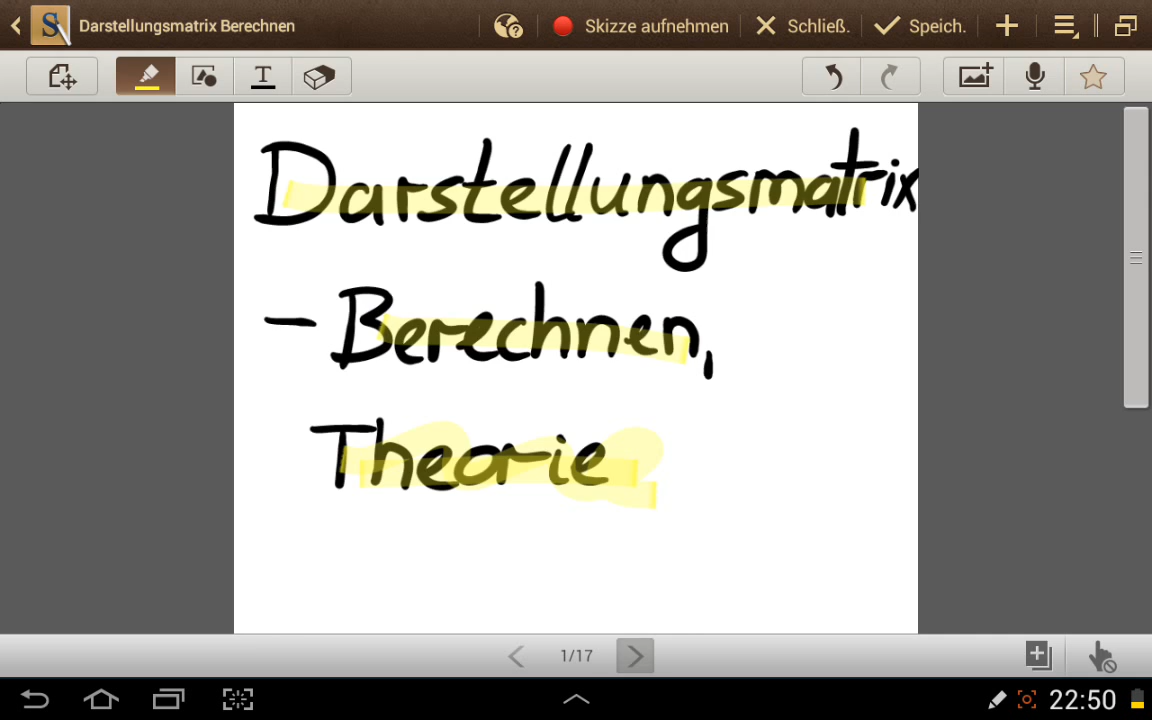 Darstellungsmatrix Berechnen
Skizze aufnehmen
Schließ.
Speich.
T
Darstellungsmatrix
- Berechnen,
Theorie
1/17
22:50